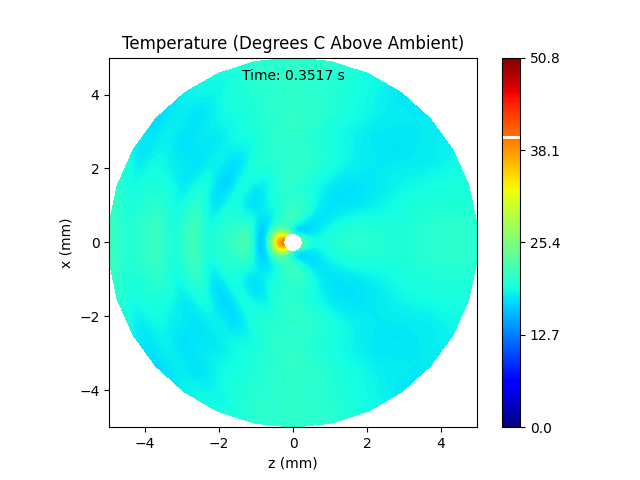 Temperature (Degrees C Above Ambient)
Time: 0.3517 s
x (mm)
4
2
0
−2
−4
−4 −2 0 2 4
z (mm)
50.8
38.1
25.4
12.7
0.0